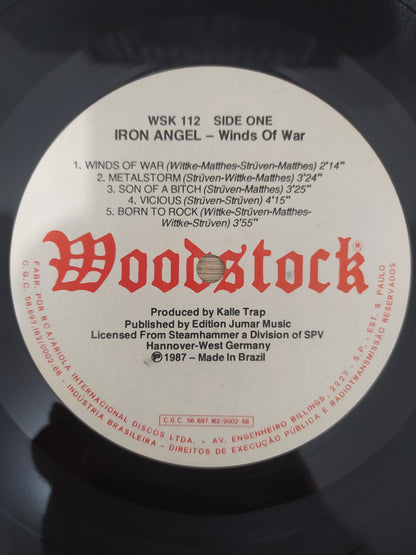 WSK 112 SIDE ONE
IRON ANGEL – Winds Of War
1. WINDS OF WAR (Wittke-Matthes-Strüven-Matthes) 2'14"
2. METALSTORM (Strüven-Wittke-Matthes) 3'24"
3. SON OF A BITCH (Strüven-Matthes) 3'25"
4. VICIOUS (Strüven-Strüven) 4'15"
5. BORN TO ROCK (Wittke-Strüven-Matthes-
Wittke-Strüven) 3'55"
Woodstock®
Produced by Kalle Trap
Published by Edition Jumar Music
Licensed From Steamhammer a Division of SPV
Hannover-West Germany
℗ 1987 – Made In Brazil
C.G.C. 56.697.162/0002-66
FABR. POR RCA/ARIOLA INTERNACIONAL DISCOS LTDA. - AV. ENGENHEIRO BILLINGS, 2227 - S.P. - EST. S. PAULO
C.G.C. 56.697.162/0002-66 - INDÚSTRIA BRASILEIRA - DIREITOS DE EXECUÇÃO PÚBLICA E RADIOTRANSMISSÃO RESERVADOS